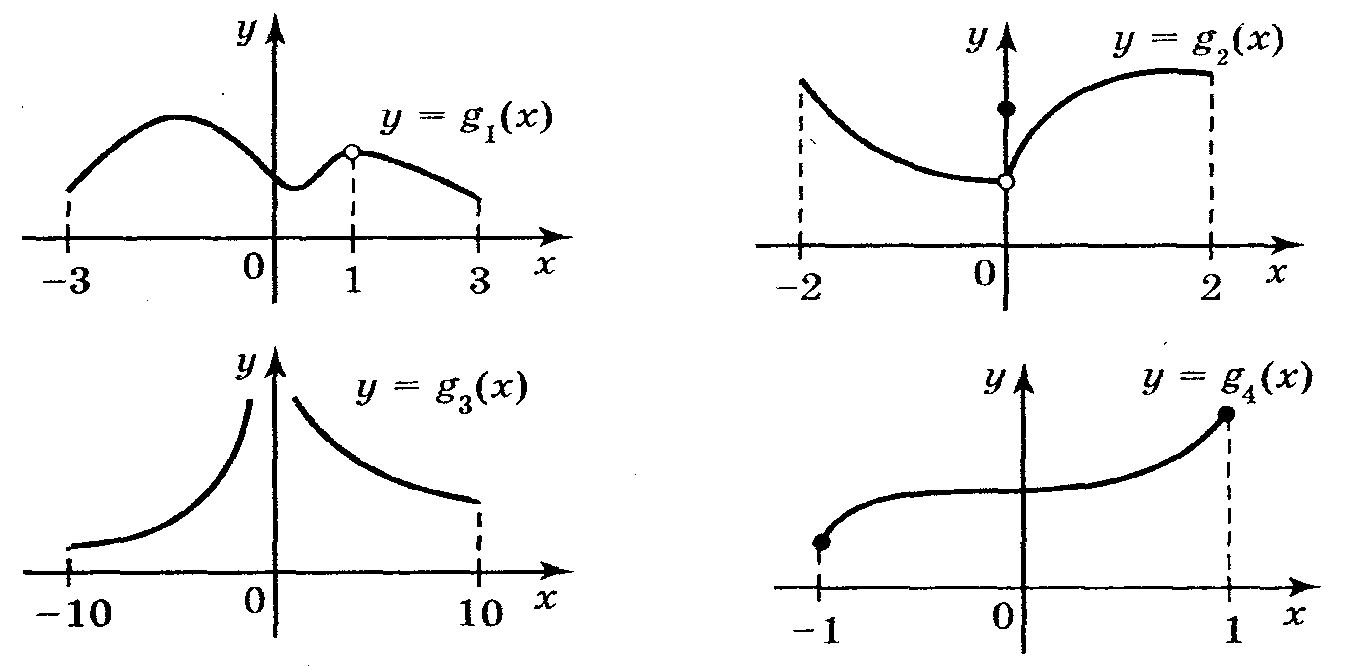 y
y = g₁(x)
-3
0
1
3
x
y
y = g₂(x)
-2
0
2
x
y
y = g₃(x)
-10
0
10
x
y
y = g₄(x)
-1
0
1
x